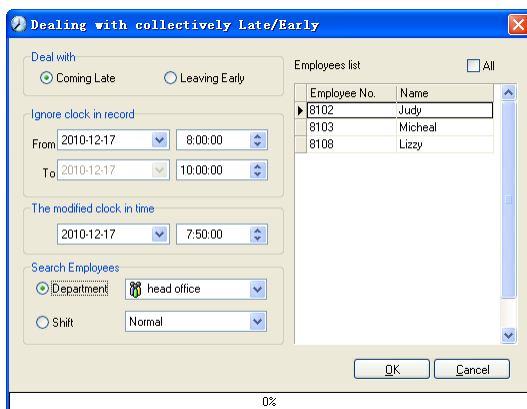 Dealing with collectively Late/Early
Deal with
Coming Late
Leaving Early
Ignore clock in record
From 2010-12-17 8:00:00
To 2010-12-17 10:00:00
The modified clock in time
2010-12-17 7:50:00
Search Employees
Department head office
Shift Normal
Employees list
All
Employee No. Name
8102 Judy
8103 Micheal
8108 Lizzy
OK
Cancel
0%